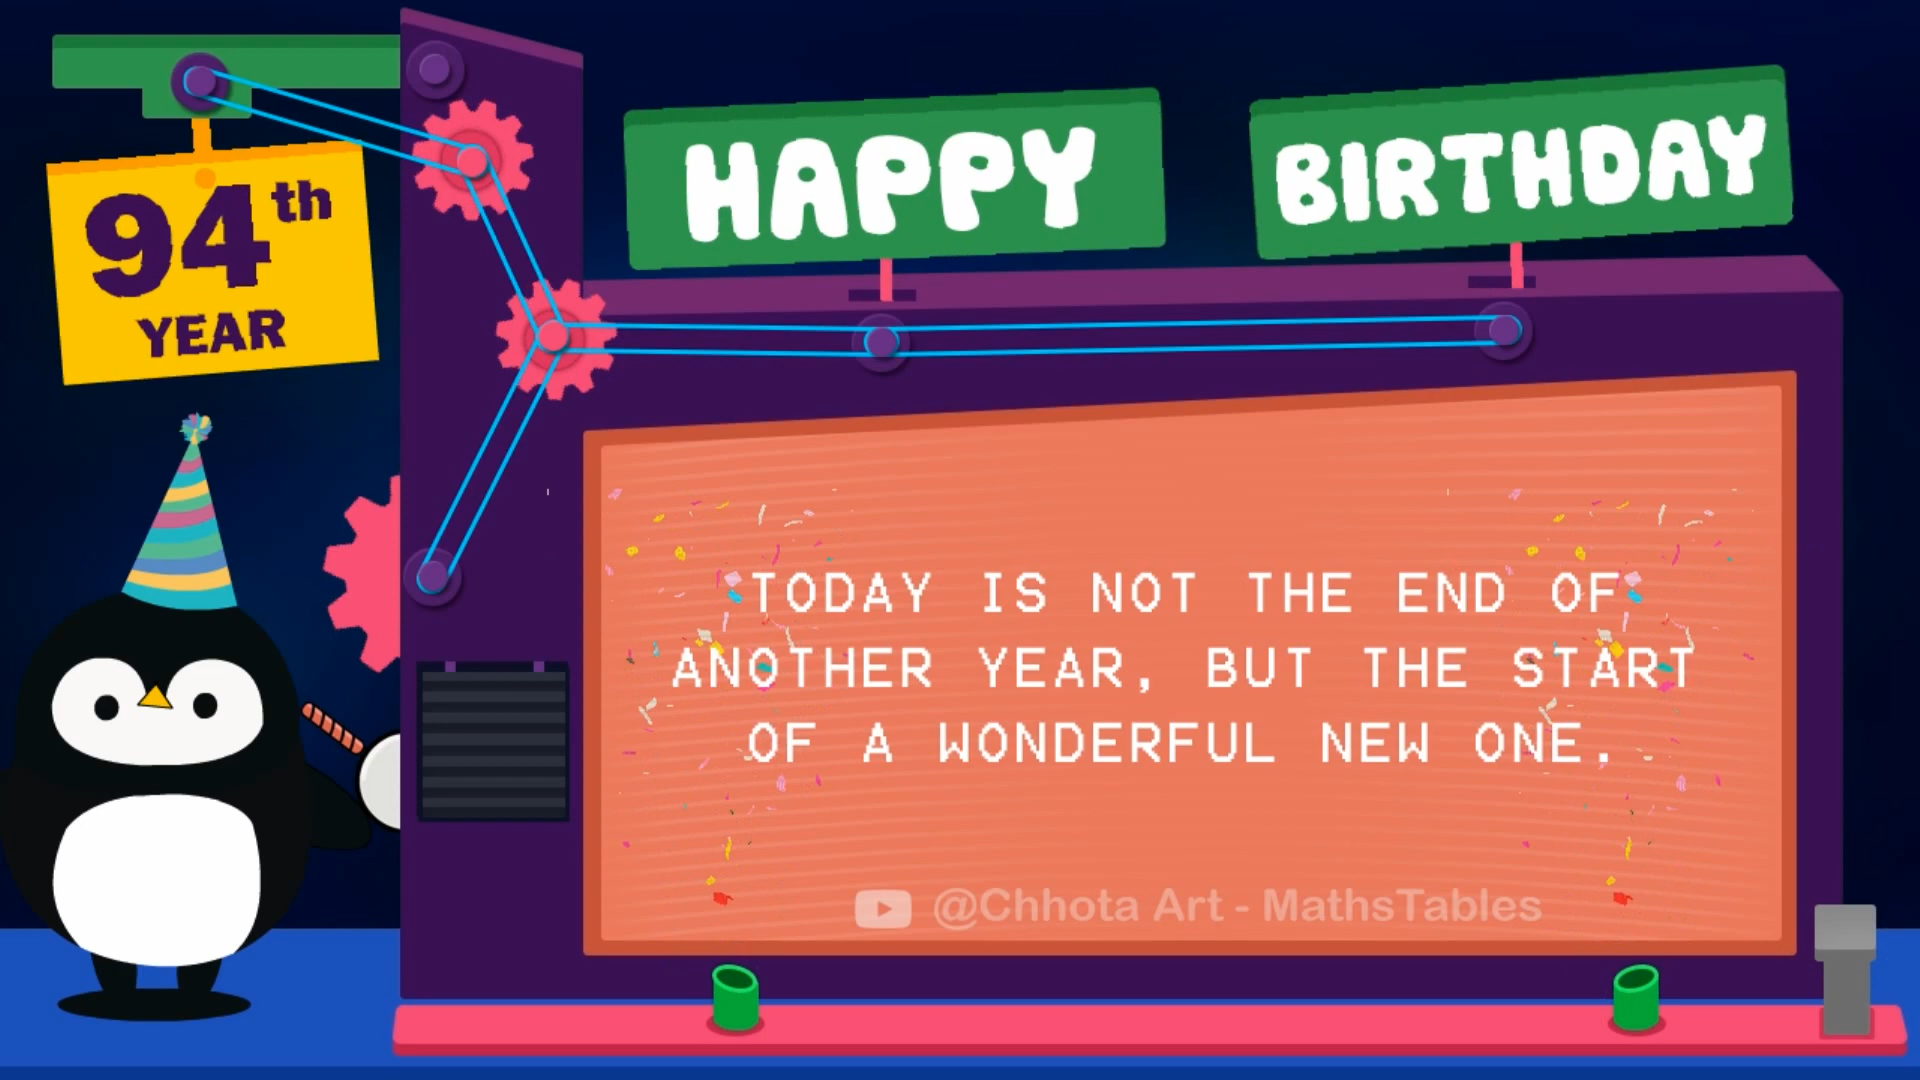 94th
YEAR
HAPPY
BIRTHDAY
TODAY IS NOT THE END OF
ANOTHER YEAR, BUT THE START
OF A WONDERFUL NEW ONE.
@Chhota Art - MathsTables